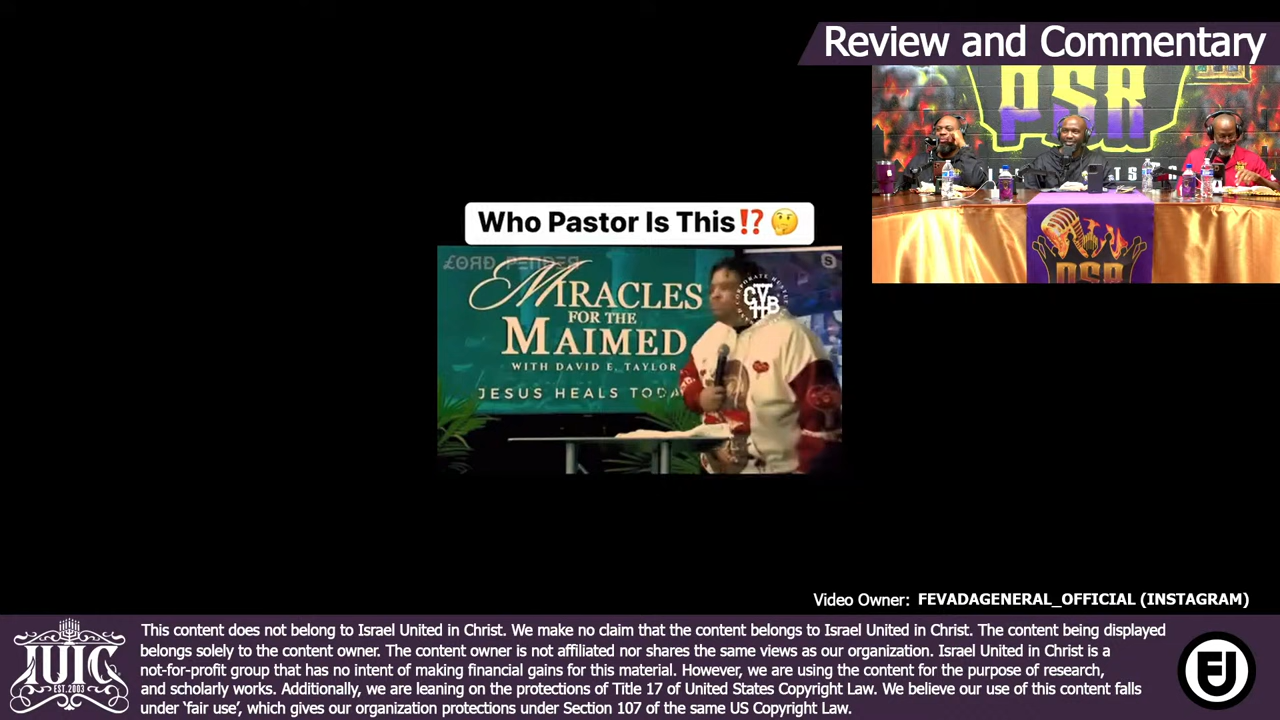 Review and Commentary
PSR
Who Pastor Is This⁉️🤔
£ORD PENDER
MIRACLES
FOR THE
MAIMED
WITH DAVID E. TAYLOR
JESUS HEALS TODA
CORPORATE HUSTLE
PSR
Video Owner: FEVADAGENERAL_OFFICIAL (INSTAGRAM)
IUIC
EST. 2003
This content does not belong to Israel United in Christ. We make no claim that the content belongs to Israel United in Christ. The content being displayed
belongs solely to the content owner. The content owner is not affiliated nor shares the same views as our organization. Israel United in Christ is a
not-for-profit group that has no intent of making financial gains for this material. However, we are using the content for the purpose of research,
and scholarly works. Additionally, we are leaning on the protections of Title 17 of United States Copyright Law. We believe our use of this content falls
under 'fair use', which gives our organization protections under Section 107 of the same US Copyright Law.